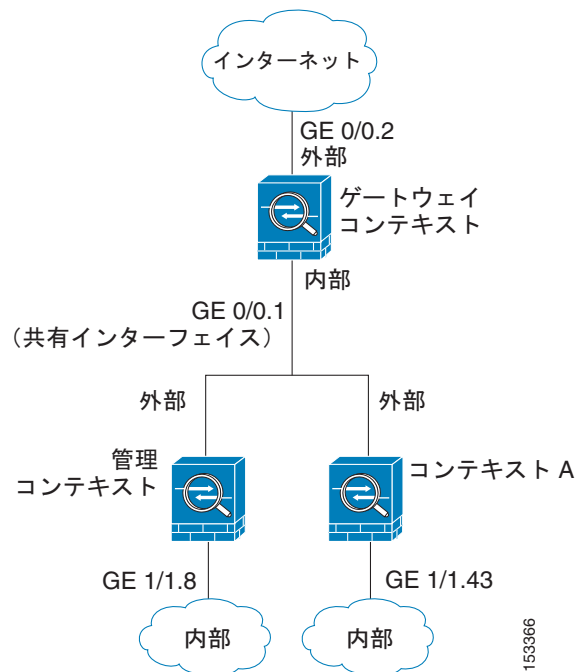 インターネット
GE 0/0.2
外部
ゲートウェイ
コンテキスト
内部
GE 0/0.1
（共有インターフェイス）
外部
外部
管理
コンテキスト
コンテキスト A
GE 1/1.8
GE 1/1.43
内部
内部
153366